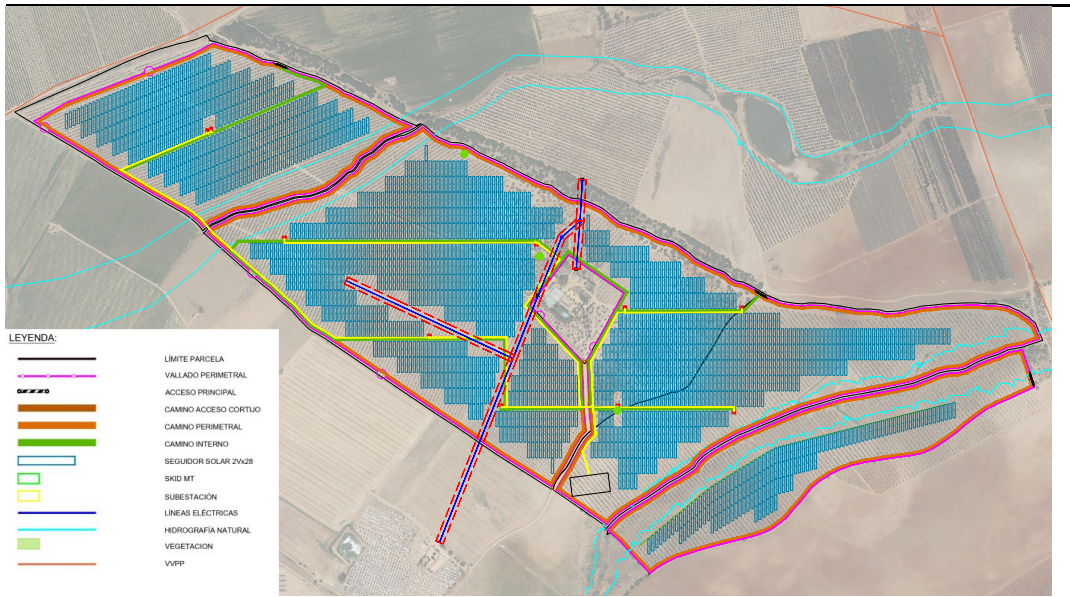 LEYENDA:
LÍMITE PARCELA
VALLADO PERIMETRAL
ACCESO PRINCIPAL
CAMINO ACCESO CORTIJO
CAMINO PERIMETRAL
CAMINO INTERNO
SEGUIDOR SOLAR 2Vx28
SKID MT
SUBESTACIÓN
LÍNEAS ELÉCTRICAS
HIDROGRAFÍA NATURAL
VEGETACION
VVPP